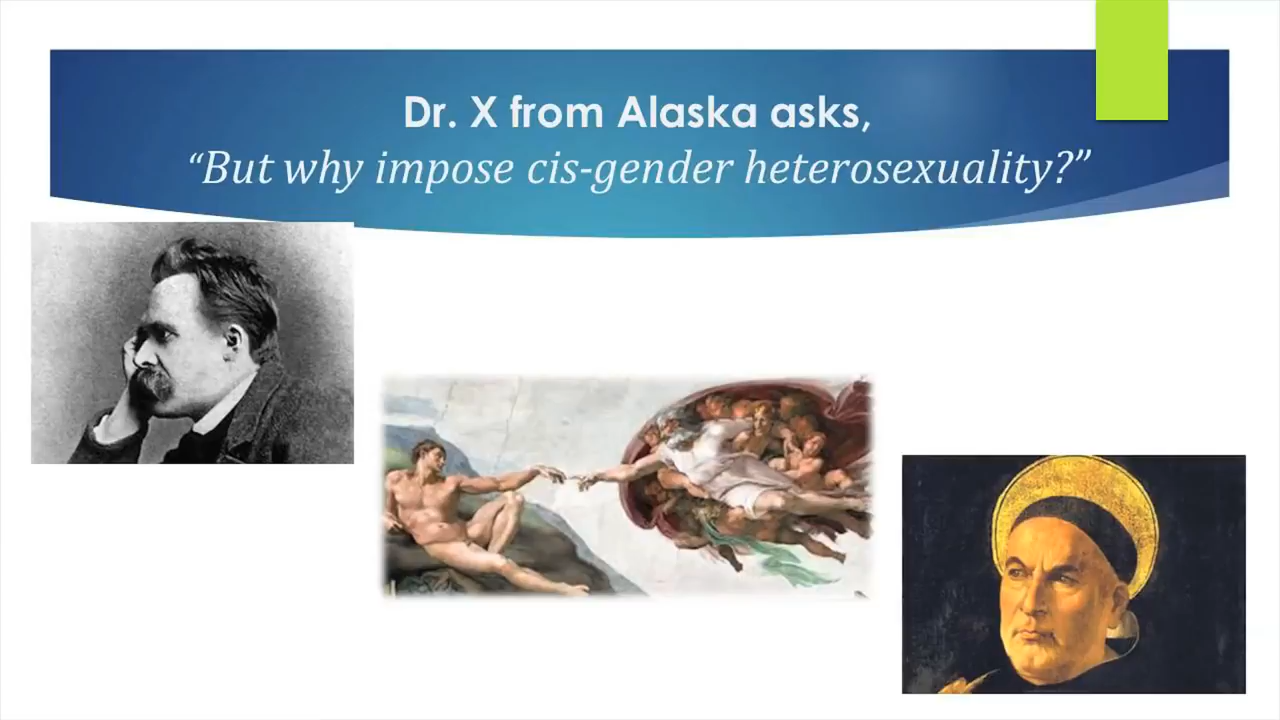 Dr. X from Alaska asks,
“But why impose cis-gender heterosexuality?”